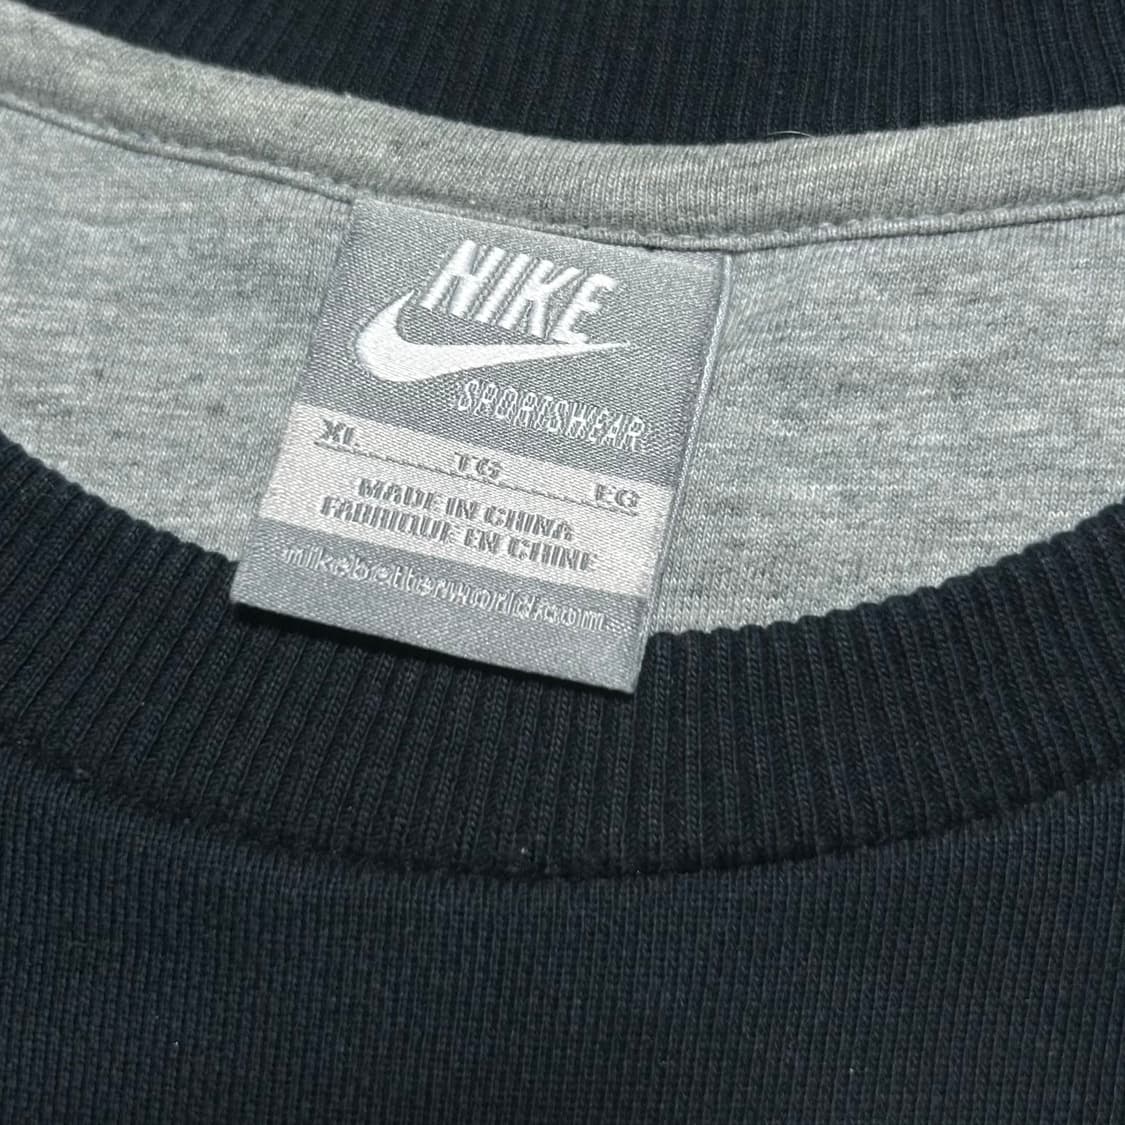 NIKE
SPORTSWEAR
XL TG EG
MADE IN CHINA
FABRIQUE EN CHINE
nikebetterworld.com